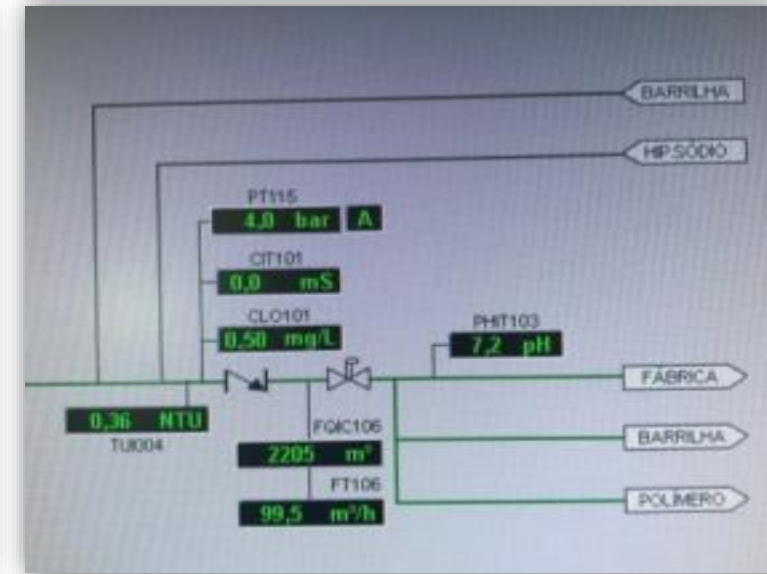 BARRILHA
HIP.SÓDIO
PT115
4,0 bar A
CIT101
0,0 mS
CLO101
0,50 mg/L
PHIT103
7,2 pH
FÁBRICA
0,36 NTU
TUI004
FQIC106
2205 m³
BARRILHA
FT106
99,5 m³/h
POLÍMERO